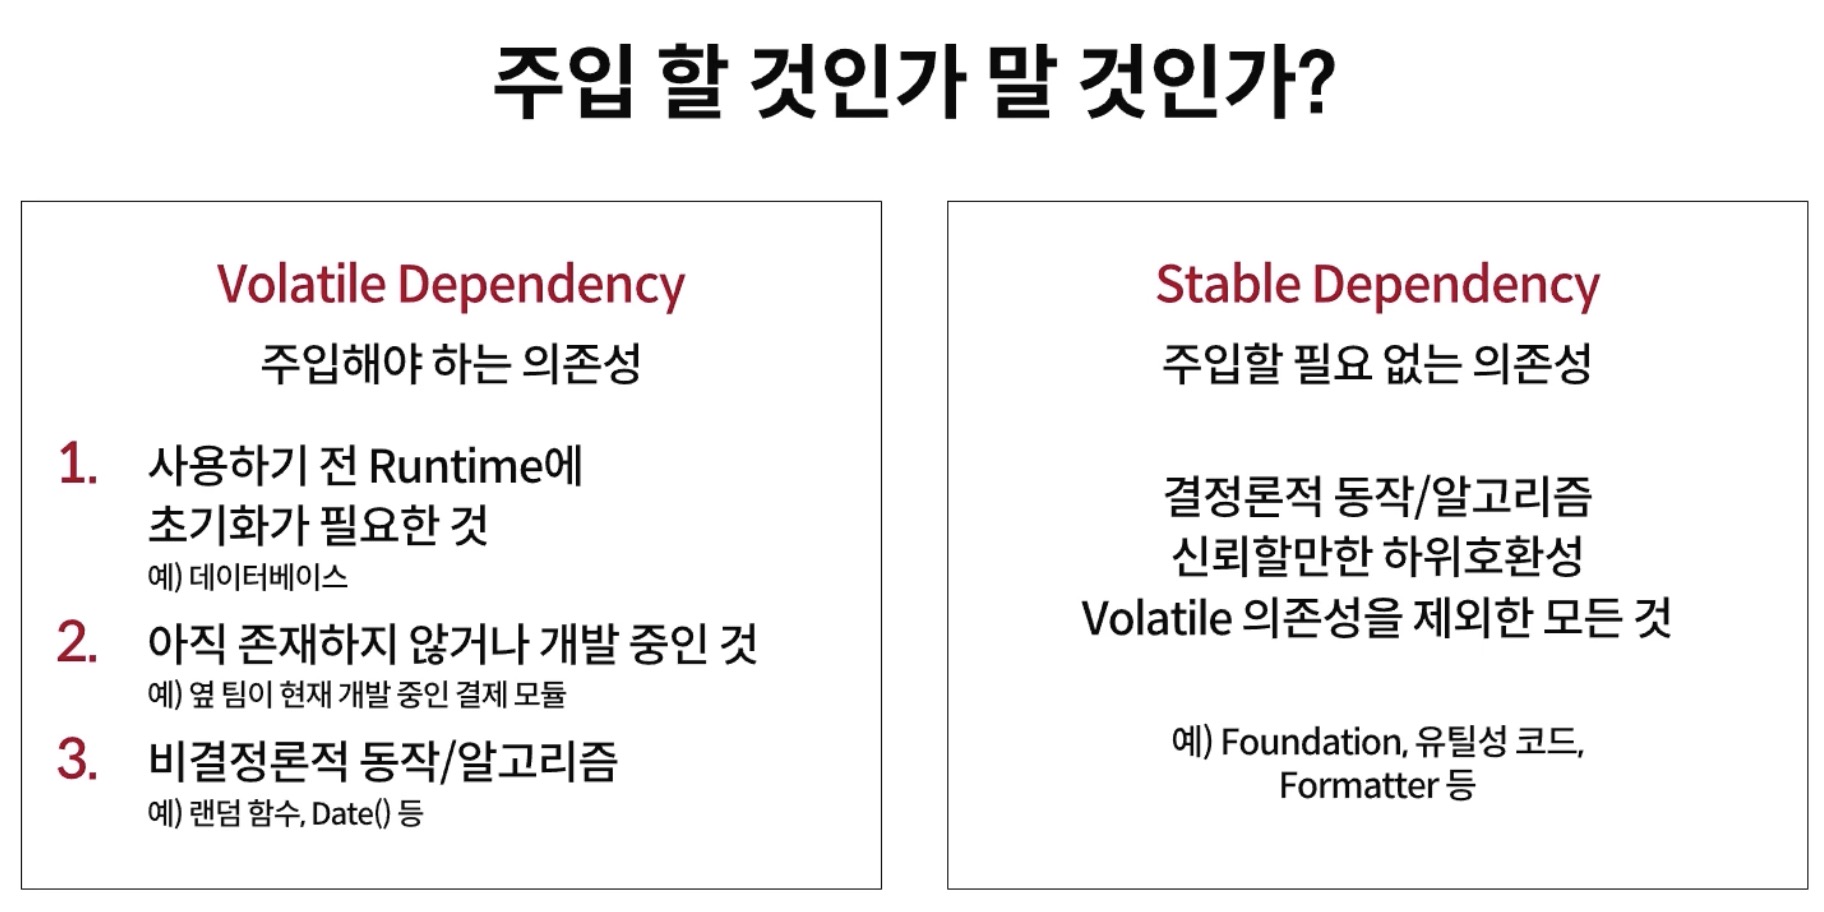 주입 할 것인가 말 것인가?
Volatile Dependency
주입해야 하는 의존성
1. 사용하기 전 Runtime에
초기화가 필요한 것
예) 데이터베이스
2. 아직 존재하지 않거나 개발 중인 것
예) 옆 팀이 현재 개발 중인 결제 모듈
3. 비결정론적 동작/알고리즘
예) 랜덤 함수, Date() 등
Stable Dependency
주입할 필요 없는 의존성
결정론적 동작/알고리즘
신뢰할만한 하위호환성
Volatile 의존성을 제외한 모든 것
예) Foundation, 유틸성 코드,
Formatter 등